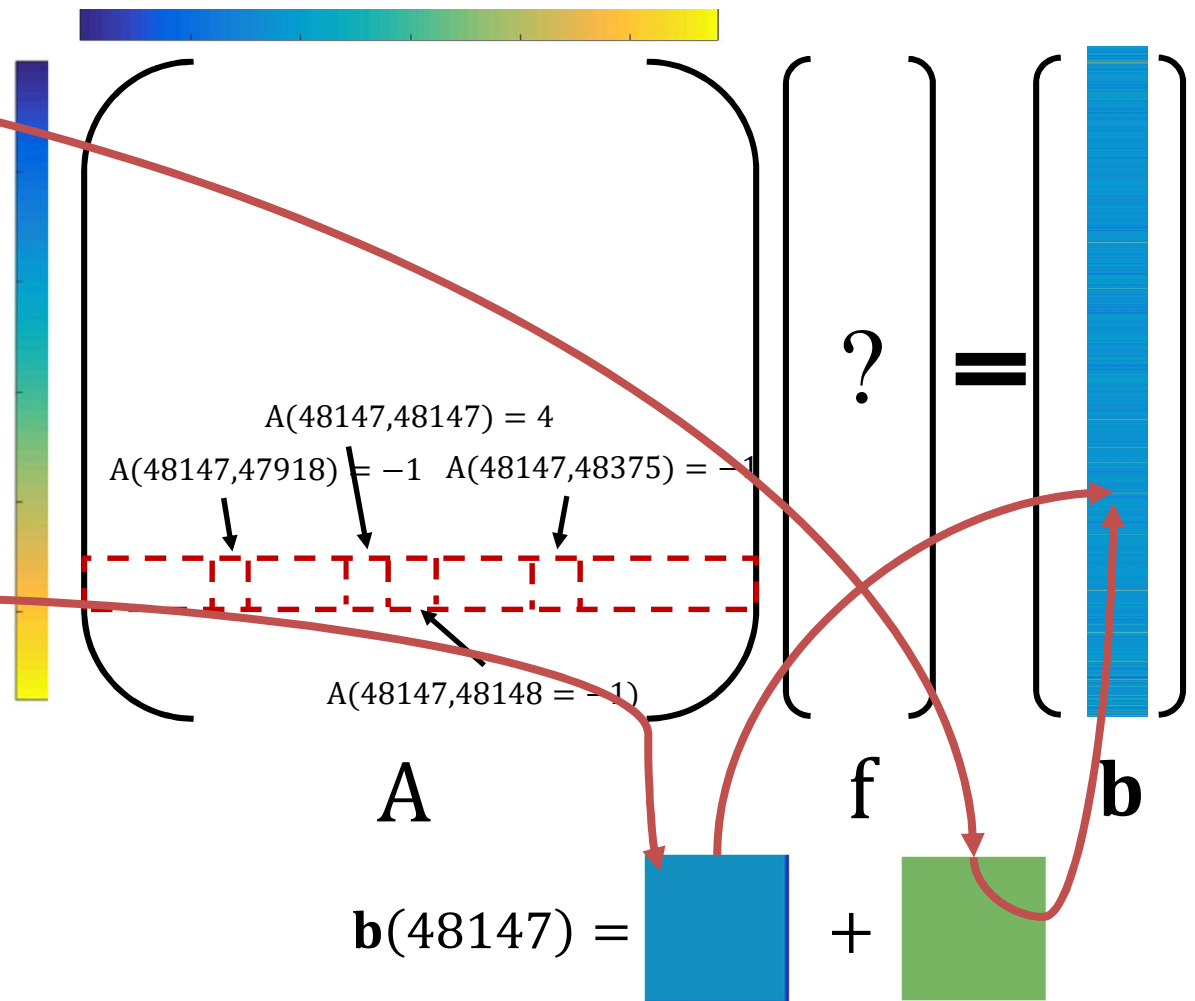 A(48147,48147) = 4
A(48147,47918) = −1 A(48147,48375) = −1
? =
A(48147,48148 = −1)
A f b
b(48147) = +